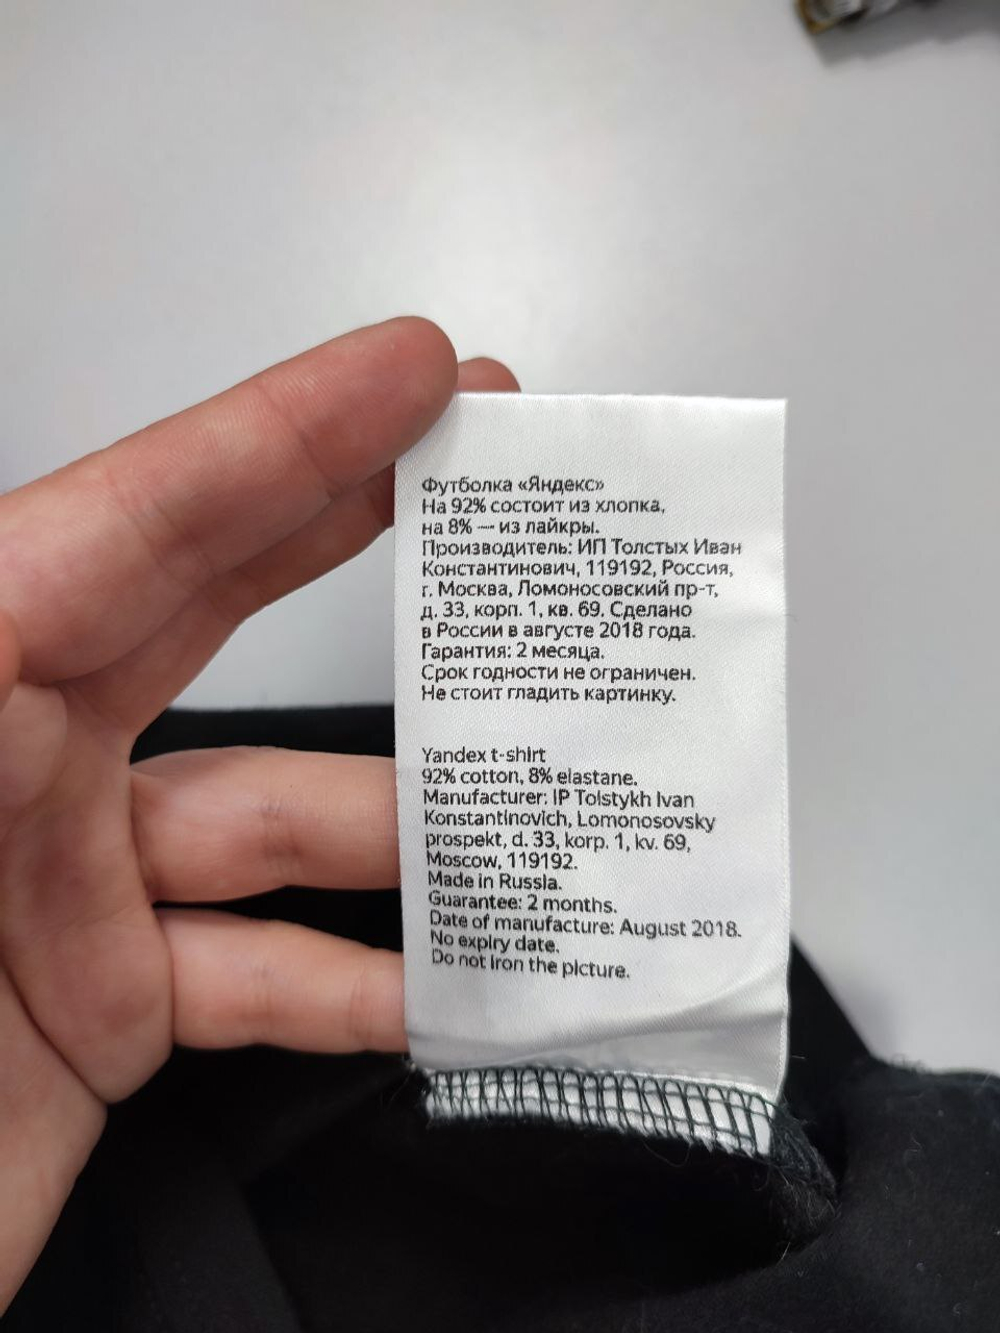 Футболка «Яндекс»
На 92% состоит из хлопка,
на 8% — из лайкры.
Производитель: ИП Толстых Иван
Константинович, 119192, Россия,
г. Москва, Ломоносовский пр-т,
д. 33, корп. 1, кв. 69. Сделано
в России в августе 2018 года.
Гарантия: 2 месяца.
Срок годности не ограничен.
Не стоит гладить картинку.
Yandex t-shirt
92% cotton, 8% elastane.
Manufacturer: IP Tolstykh Ivan
Konstantinovich, Lomonosovsky
prospekt, d. 33, korp. 1, kv. 69,
Moscow, 119192.
Made in Russia.
Guarantee: 2 months.
Date of manufacture: August 2018.
No expiry date.
Do not iron the picture.